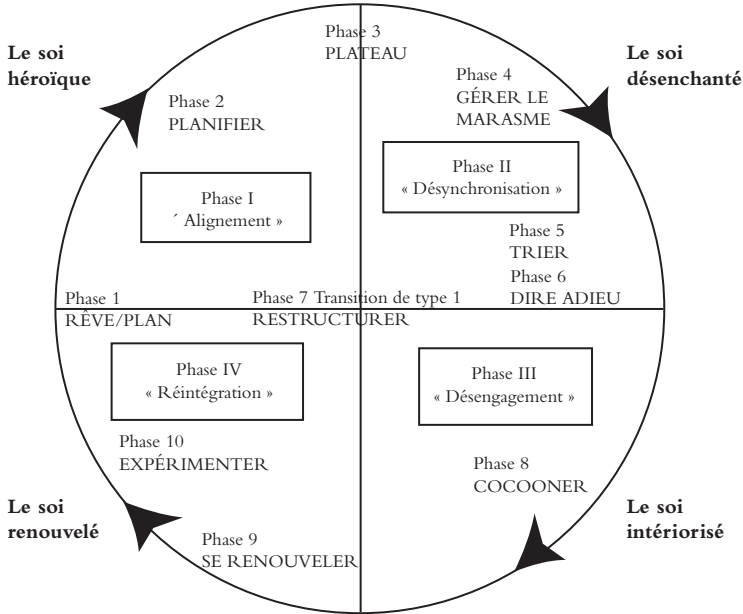 Phase 3
PLATEAU
Le soi
héroïque
Le soi
désenchanté
Phase 2
PLANIFIER
Phase 4
GÉRER LE
MARASME
Phase I
´ Alignement »
Phase II
« Désynchronisation »
Phase 5
TRIER
Phase 6
DIRE ADIEU
Phase 1
RÊVE/PLAN
Phase 7 Transition de type 1
RESTRUCTURER
Phase IV
« Réintégration »
Phase III
« Désengagement »
Phase 10
EXPÉRIMENTER
Phase 8
COCOONER
Le soi
renouvelé
Le soi
intériorisé
Phase 9
SE RENOUVELER